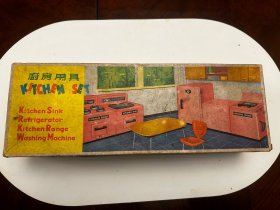 廚房用具
KITCHEN SET
Kitchen Sink
Refrigerator
Kitchen Range
Washing Machine